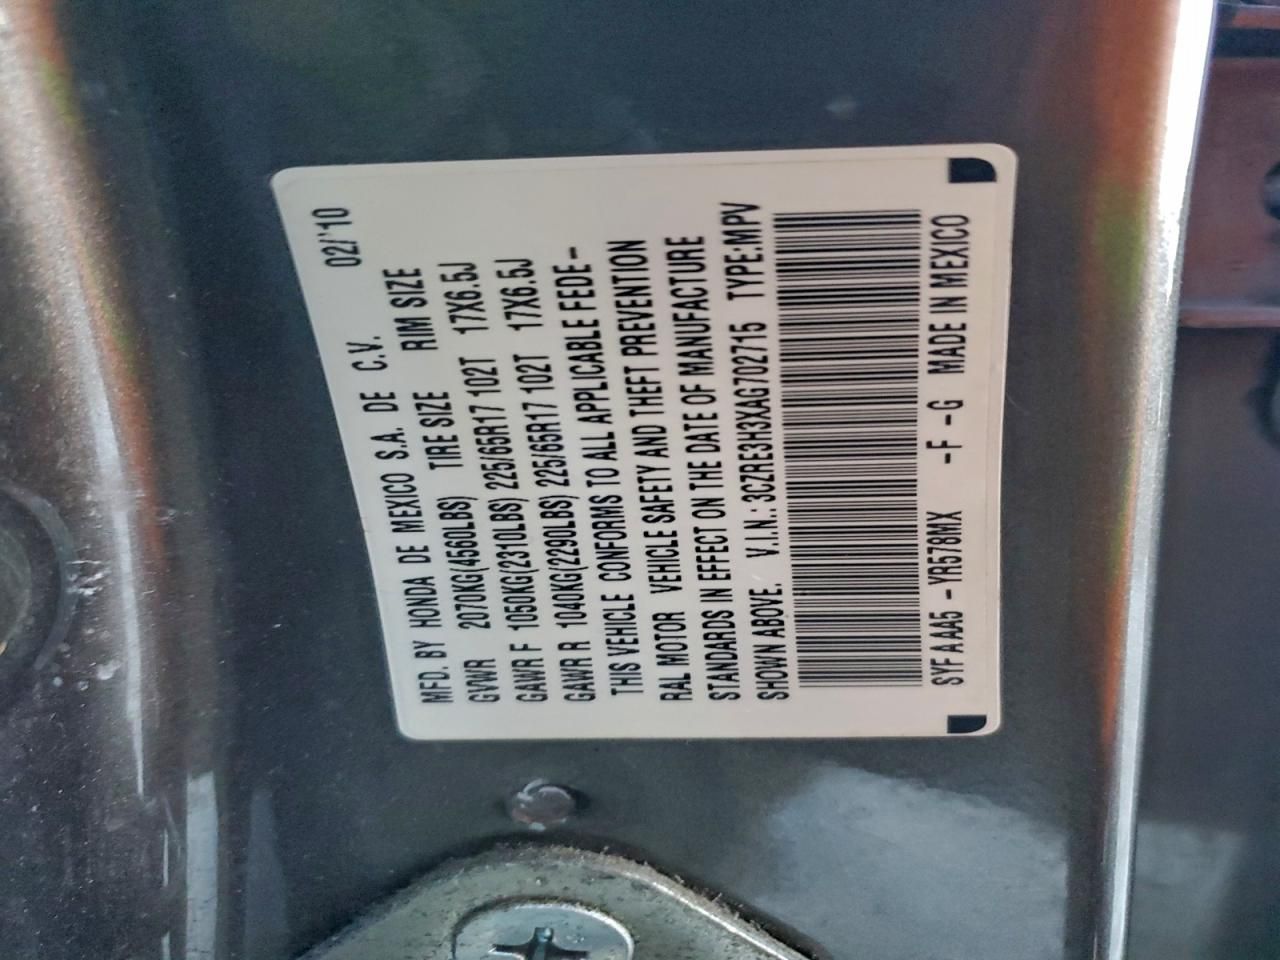 MFD. BY HONDA DE MEXICO S.A. DE C.V. 02/'10
GVWR 2070KG(4560LBS) TIRE SIZE RIM SIZE
GAWR F 1050KG(2310LBS) 225/65R17 102T 17X6.5J
GAWR R 1040KG(2290LBS) 225/65R17 102T 17X6.5J
THIS VEHICLE CONFORMS TO ALL APPLICABLE FEDE-
RAL MOTOR VEHICLE SAFETY AND THEFT PREVENTION
STANDARDS IN EFFECT ON THE DATE OF MANUFACTURE
SHOWN ABOVE. V.I.N.: 3CZRE3H3XAG702715 TYPE:MPV
SYFAAA5 - YR578MX -F -G MADE IN MEXICO